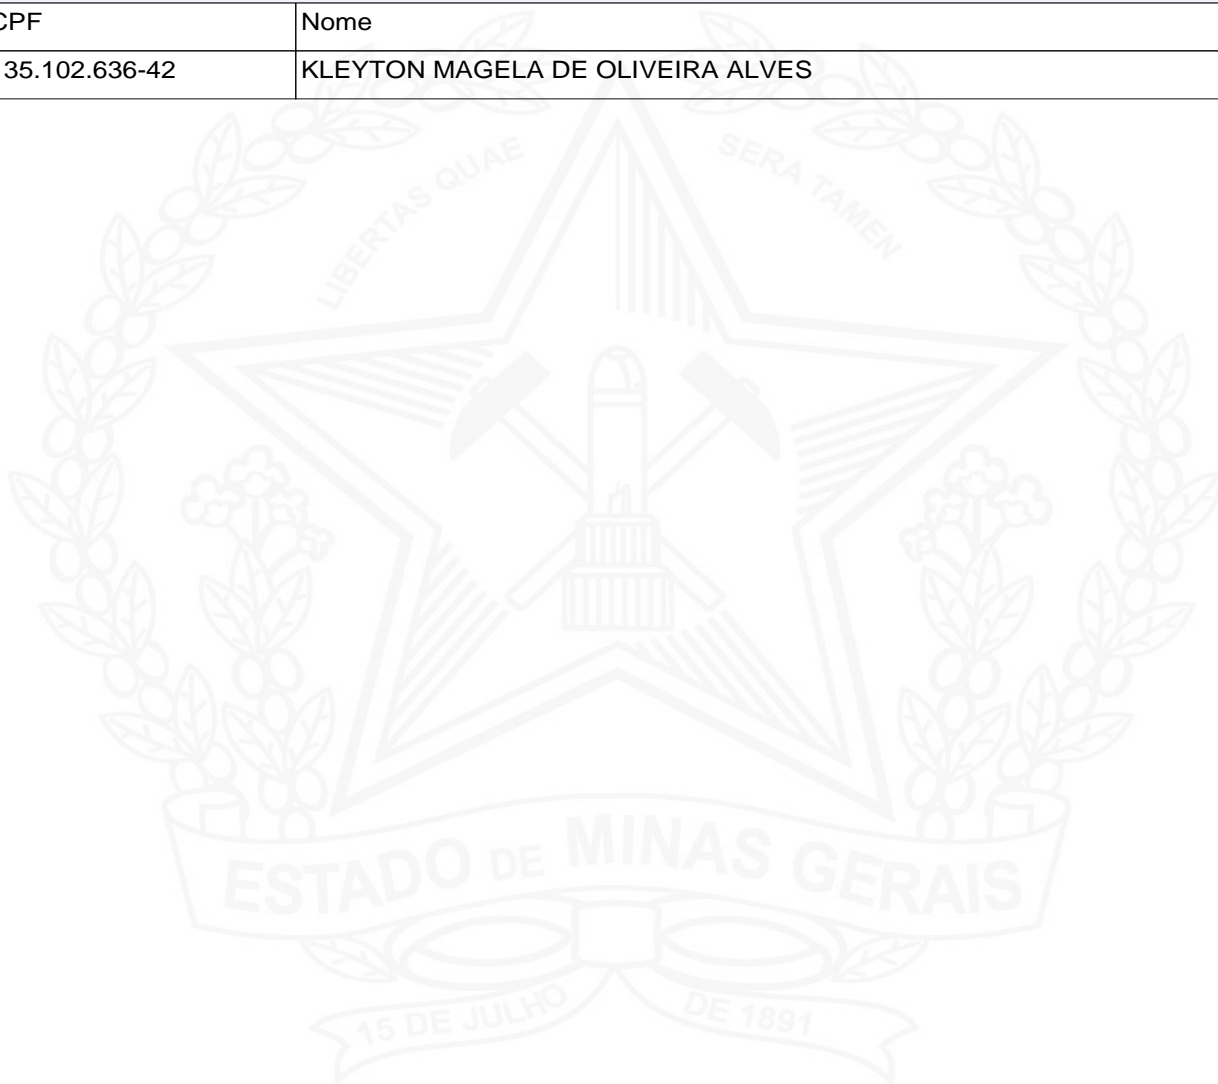 CPF Nome
35.102.636-42 KLEYTON MAGELA DE OLIVEIRA ALVES
LIBERTAS QUAE SERA TAMEN
ESTADO DE MINAS GERAIS
15 DE JULHO DE 1891